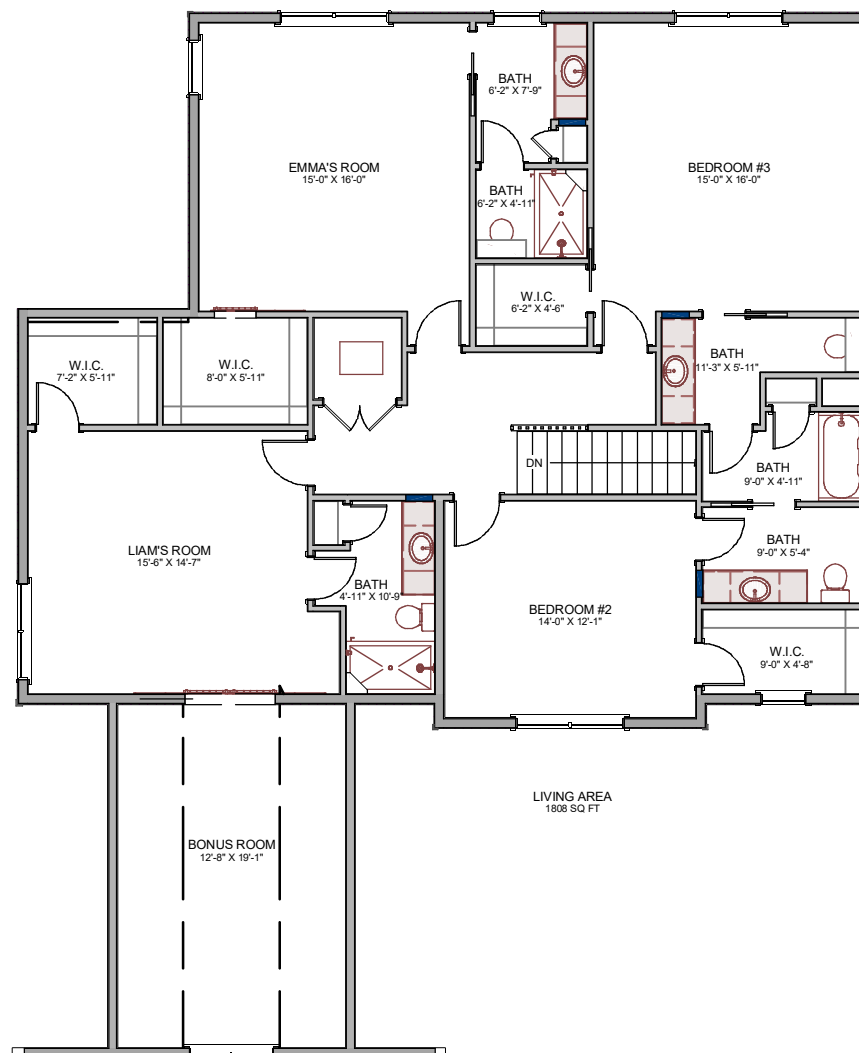 BATH
6'-2" X 7'-9"
EMMA'S ROOM
15'-0" X 16'-0"
BEDROOM #3
15'-0" X 16'-0"
BATH
6'-2" X 4'-11"
W.I.C.
6'-2" X 4'-6"
W.I.C.
7'-2" X 5'-11"
W.I.C.
8'-0" X 5'-11"
BATH
11'-3" X 5'-11"
DN
BATH
9'-0" X 4'-11"
LIAM'S ROOM
15'-6" X 14'-7"
BATH
9'-0" X 5'-4"
BATH
4'-11" X 10'-9"
BEDROOM #2
14'-0" X 12'-1"
W.I.C.
9'-0" X 4'-8"
LIVING AREA
1808 SQ FT
BONUS ROOM
12'-8" X 19'-1"